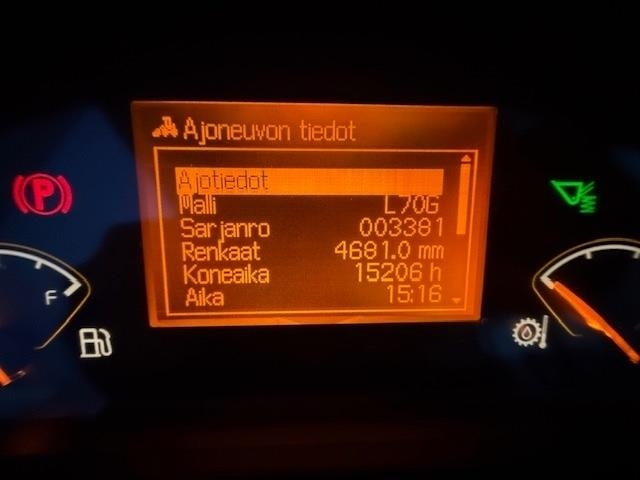 Ajoneuvon tiedot
Ajotiedot
Malli L70G
Sarjanro 003381
Renkaat 4681.0 mm
Koneaika 15206 h
Aika 15:16
P
F